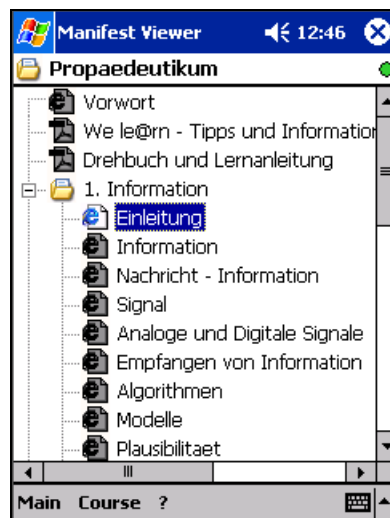 Manifest Viewer 12:46
Propaedeutikum
Vorwort
We le@rn - Tipps und Information
Drehbuch und Lernanleitung
1. Information
Einleitung
Information
Nachricht - Information
Signal
Analoge und Digitale Signale
Empfangen von Information
Algorithmen
Modelle
Plausibilitaet
Main Course ?